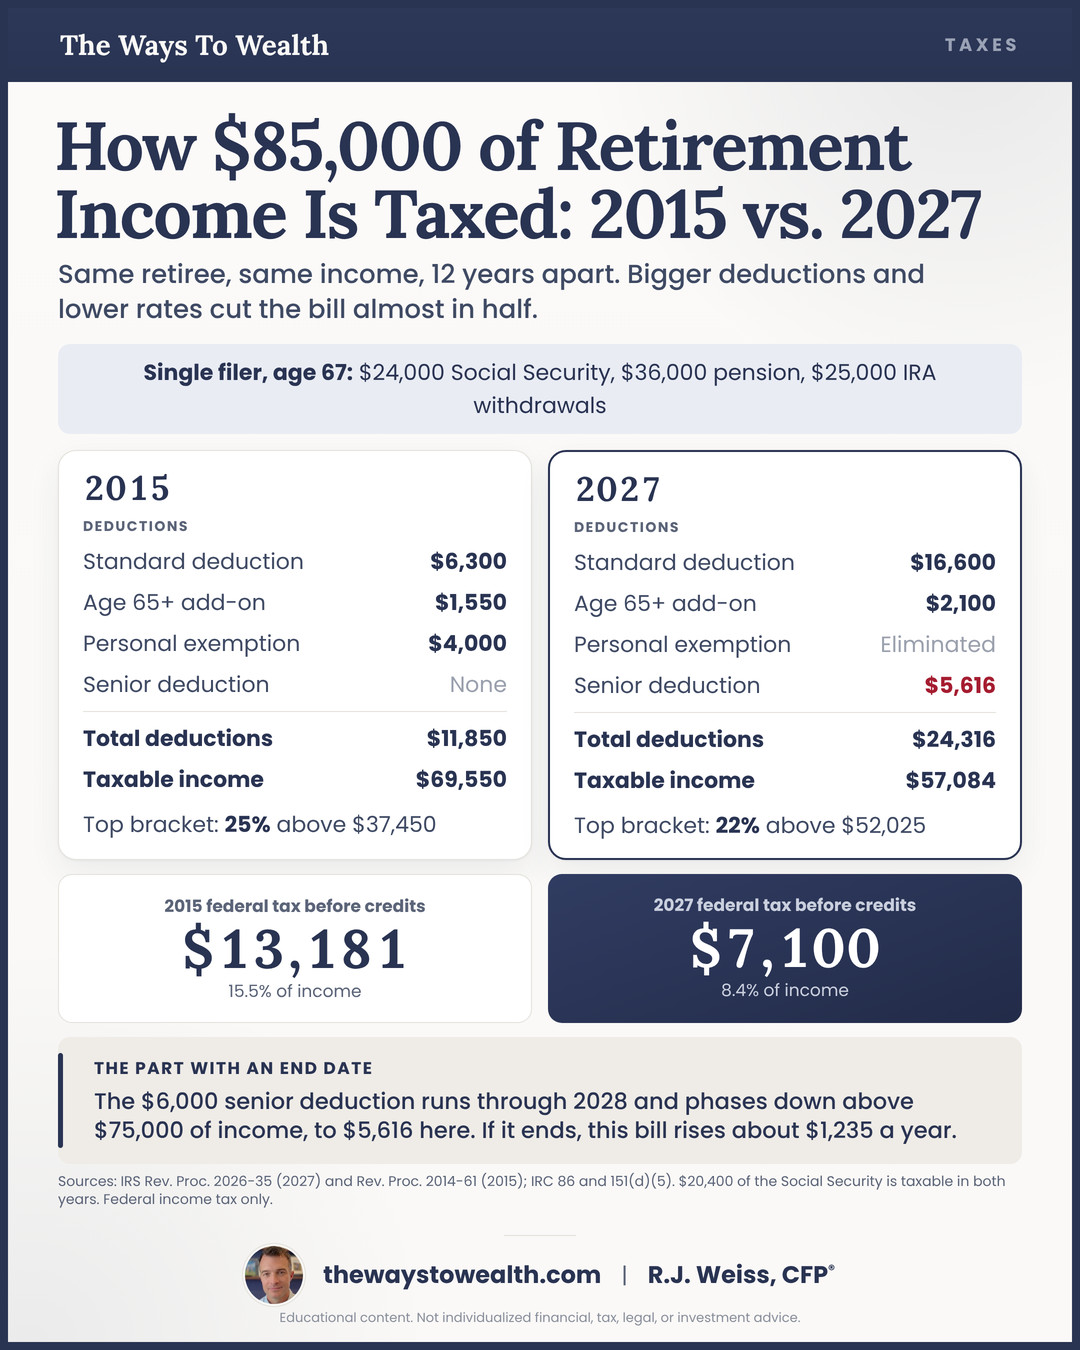 The Ways To Wealth
TAXES
How $85,000 of Retirement
Income Is Taxed: 2015 vs. 2027
Same retiree, same income, 12 years apart. Bigger deductions and
lower rates cut the bill almost in half.
Single filer, age 67: $24,000 Social Security, $36,000 pension, $25,000 IRA
withdrawals
2015
DEDUCTIONS
Standard deduction $6,300
Age 65+ add-on $1,550
Personal exemption $4,000
Senior deduction None
Total deductions $11,850
Taxable income $69,550
Top bracket: 25% above $37,450
2027
DEDUCTIONS
Standard deduction $16,600
Age 65+ add-on $2,100
Personal exemption Eliminated
Senior deduction $5,616
Total deductions $24,316
Taxable income $57,084
Top bracket: 22% above $52,025
2015 federal tax before credits
$13,181
15.5% of income
2027 federal tax before credits
$7,100
8.4% of income
THE PART WITH AN END DATE
The $6,000 senior deduction runs through 2028 and phases down above
$75,000 of income, to $5,616 here. If it ends, this bill rises about $1,235 a year.
Sources: IRS Rev. Proc. 2026-35 (2027) and Rev. Proc. 2014-61 (2015); IRC 86 and 151(d)(5). $20,400 of the Social Security is taxable in both
years. Federal income tax only.
thewaystowealth.com | R.J. Weiss, CFP®
Educational content. Not individualized financial, tax, legal, or investment advice.